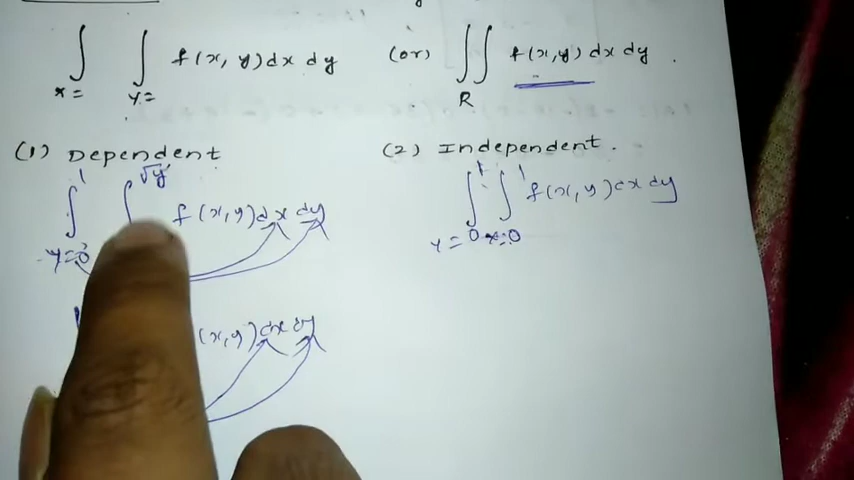 ∫ ∫ f(x, y) dx dy (or) ∫∫ f(x,y) dx dy .
x= y= R
(1) Dependent (2) Independent .
1 √y 1 1
∫ ∫ f(x,y) dx dy ∫ ∫ f(x,y) dx dy
y=0 y=0 x=0
(x,y) dx dy